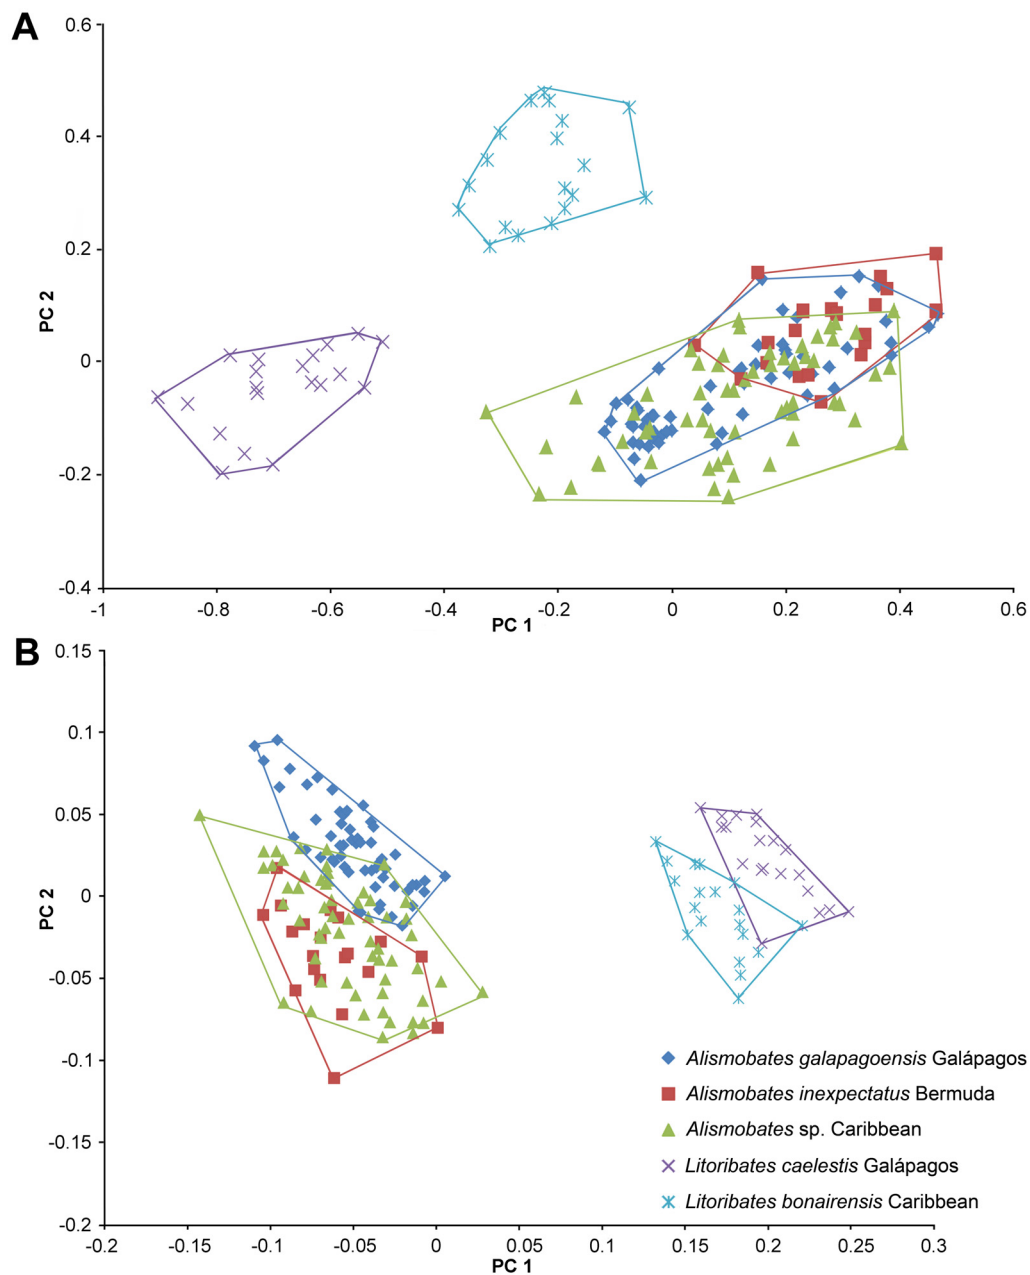 A
0.6
0.4
0.2
0
-0.2
-0.4
PC 2
-1 -0.8 -0.6 -0.4 -0.2 0 0.2 0.4 0.6
PC 1
B
0.15
0.1
0.05
0
-0.05
-0.1
-0.15
-0.2
PC 2
Alismobates galapagoensis Galápagos
Alismobates inexpectatus Bermuda
Alismobates sp. Caribbean
Litoribates caelestis Galápagos
Litoribates bonairensis Caribbean
-0.2 -0.15 -0.1 -0.05 0 0.05 0.1 0.15 0.2 0.25 0.3
PC 1